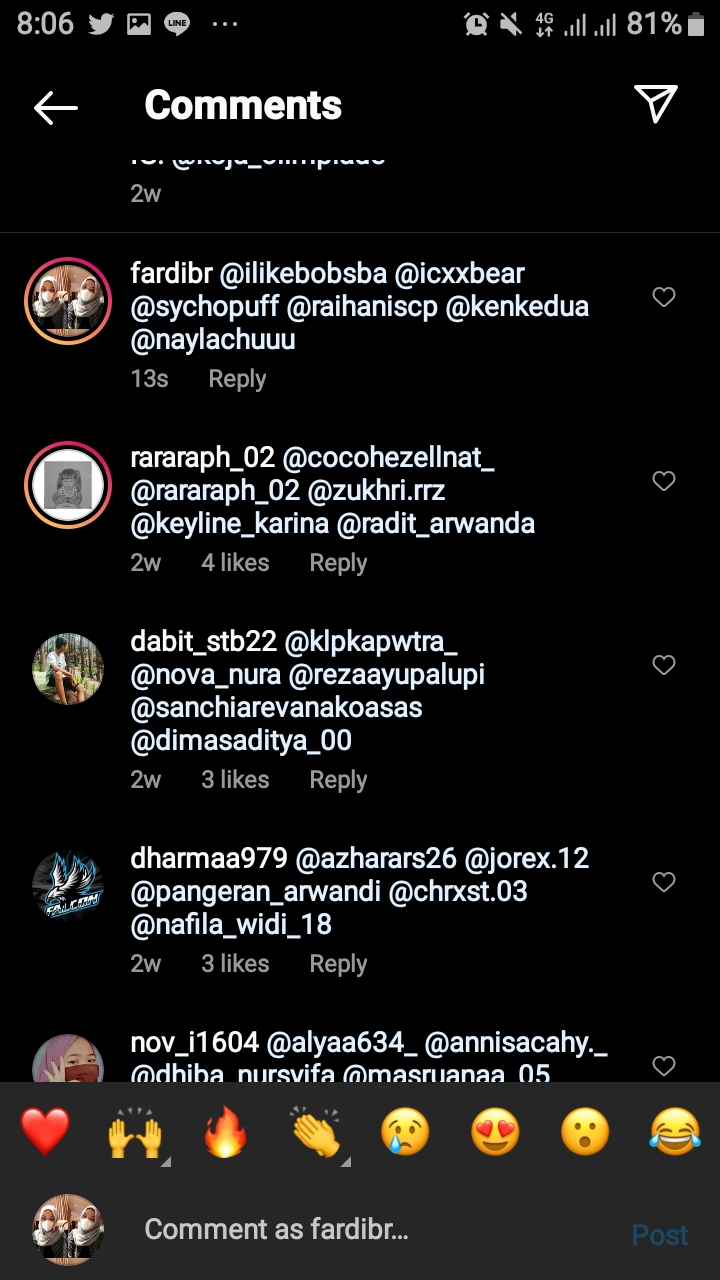 8:06 LINE 4G 81%
Comments
2w
fardibr @ilikebobsba @icxxbear
@sychopuff @raihaniscp @kenkedua
@naylachuuu
13s Reply
rararaph_02 @cocohezellnat_
@rararaph_02 @zukhri.rrz
@keyline_karina @radit_arwanda
2w 4 likes Reply
dabit_stb22 @klpkapwtra_
@nova_nura @rezaayupalupi
@sanchiarevanakoasas
@dimasaditya_00
2w 3 likes Reply
dharmaa979 @azharars26 @jorex.12
@pangeran_arwandi @chrxst.03
@nafila_widi_18
2w 3 likes Reply
FALCON
nov_i1604 @alyaa634_ @annisacahy._
@dhiba_nursyifa @masruanaa_05
Comment as fardibr...
Post